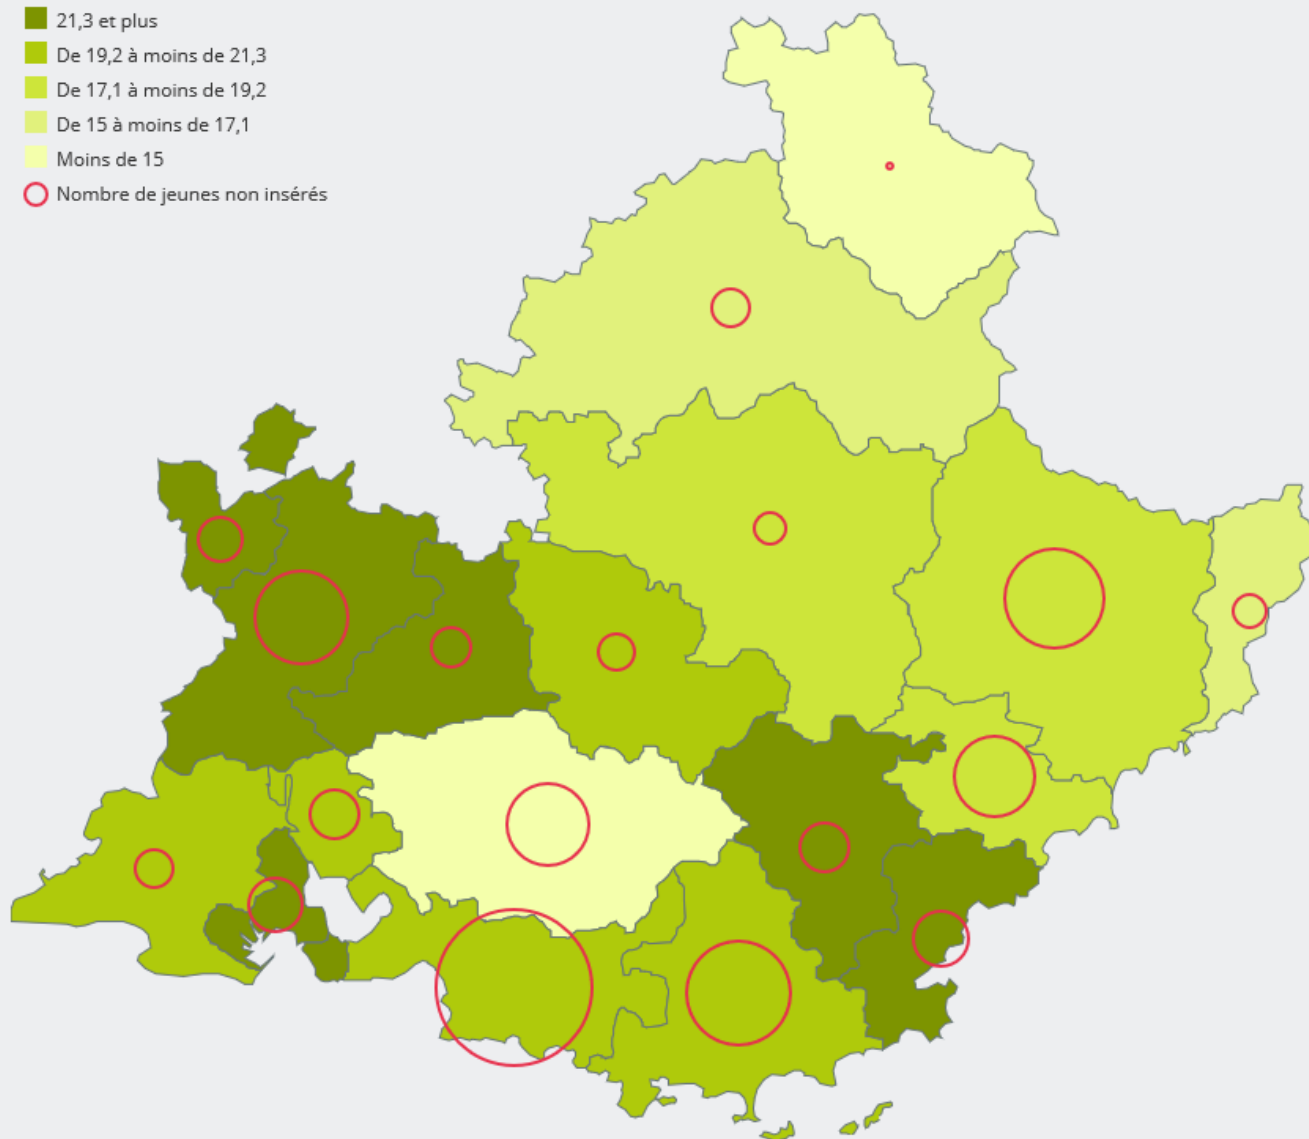 21,3 et plus
De 19,2 à moins de 21,3
De 17,1 à moins de 19,2
De 15 à moins de 17,1
Moins de 15
Nombre de jeunes non insérés